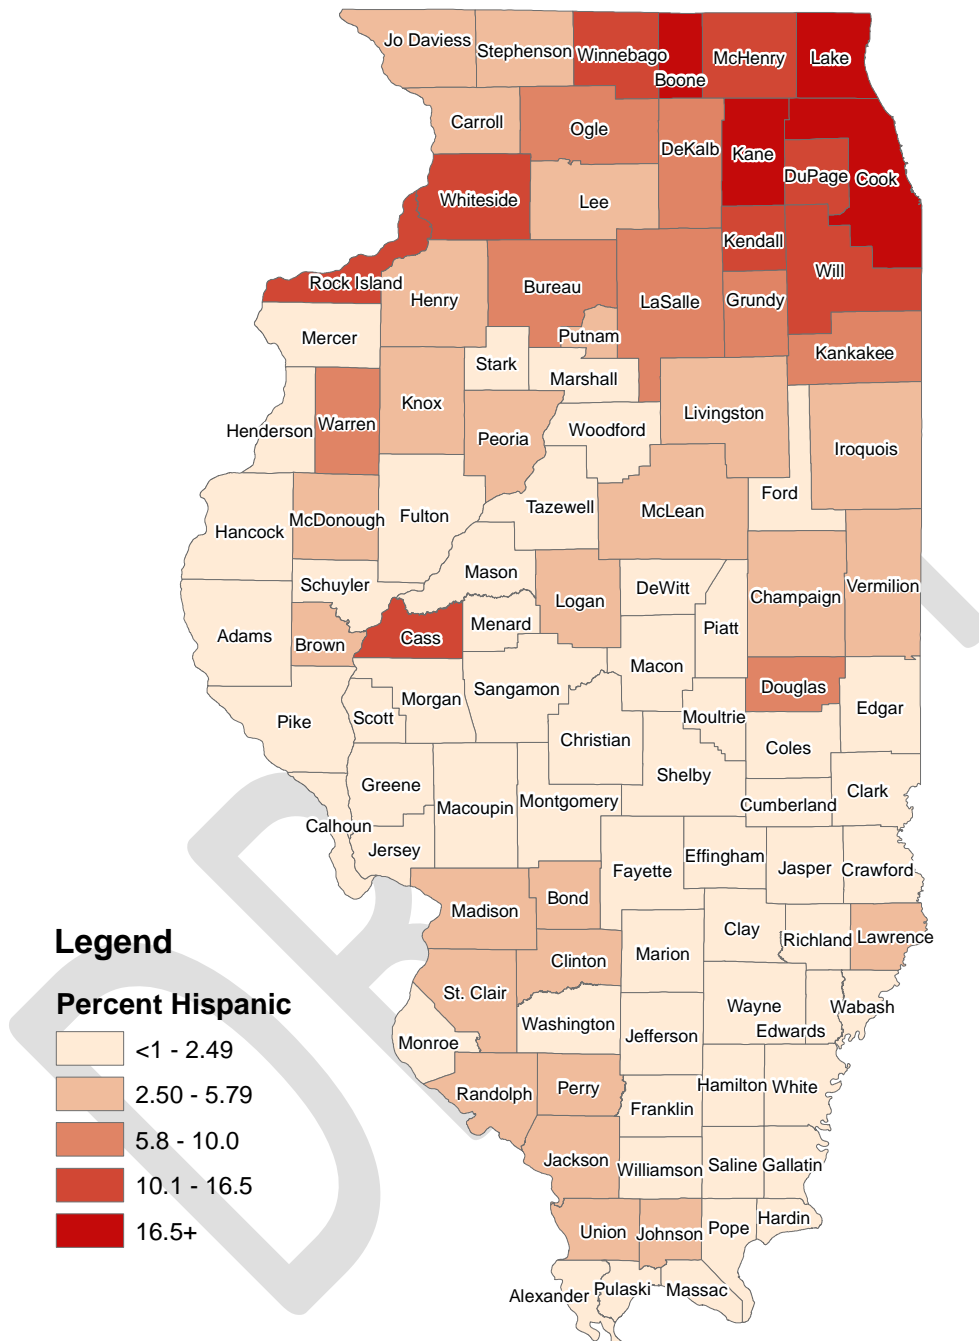 Jo Daviess
Stephenson
Winnebago
Boone
McHenry
Lake
Carroll
Ogle
DeKalb
Kane
DuPage
Cook
Whiteside
Lee
Kendall
Will
Rock Island
Henry
Bureau
LaSalle
Grundy
Putnam
Mercer
Stark
Marshall
Kankakee
Henderson
Warren
Knox
Peoria
Woodford
Livingston
Iroquois
Ford
Hancock
McDonough
Fulton
Tazewell
McLean
Schuyler
Mason
Logan
DeWitt
Champaign
Vermilion
Adams
Brown
Cass
Menard
Piatt
Macon
Sangamon
Douglas
Pike
Scott
Morgan
Christian
Moultrie
Edgar
Coles
Shelby
Greene
Macoupin
Montgomery
Cumberland
Clark
Calhoun
Jersey
Fayette
Effingham
Jasper
Crawford
Madison
Bond
Clay
Richland
Lawrence
Legend
Clinton
Marion
St. Clair
Percent Hispanic
Washington
Wayne
Edwards
Wabash
Monroe
Jefferson
<1 - 2.49
Randolph
Perry
Hamilton
White
2.50 - 5.79
Franklin
5.8 - 10.0
Jackson
Williamson
Saline
Gallatin
10.1 - 16.5
Union
Johnson
Pope
Hardin
16.5+
Alexander
Pulaski
Massac
DRAFT